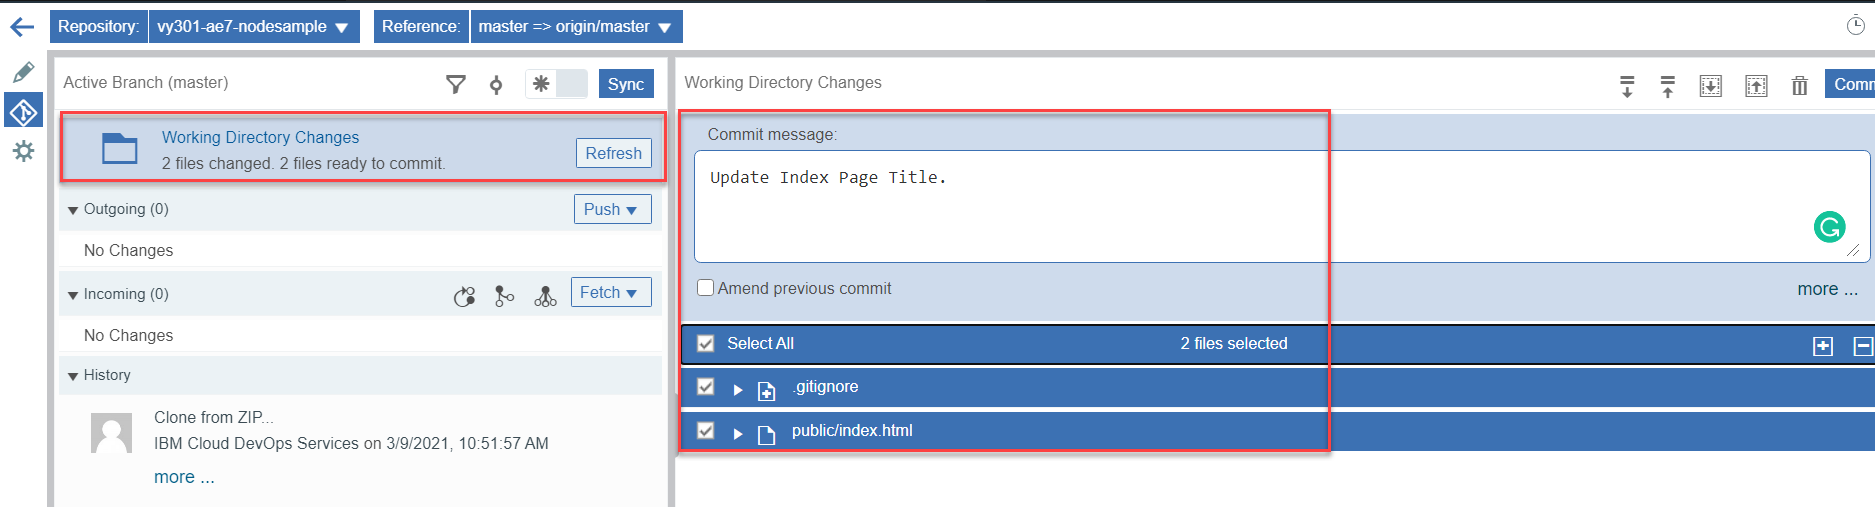 Repository: vy301-ae7-nodesample Reference: master => origin/master
Active Branch (master) Sync
Working Directory Changes
2 files changed. 2 files ready to commit.
Refresh
Outgoing (0) Push
No Changes
Incoming (0) Fetch
No Changes
History
Clone from ZIP...
IBM Cloud DevOps Services on 3/9/2021, 10:51:57 AM
more ...
Working Directory Changes Comm
Commit message:
Update Index Page Title.
Amend previous commit more ...
Select All 2 files selected
.gitignore
public/index.html